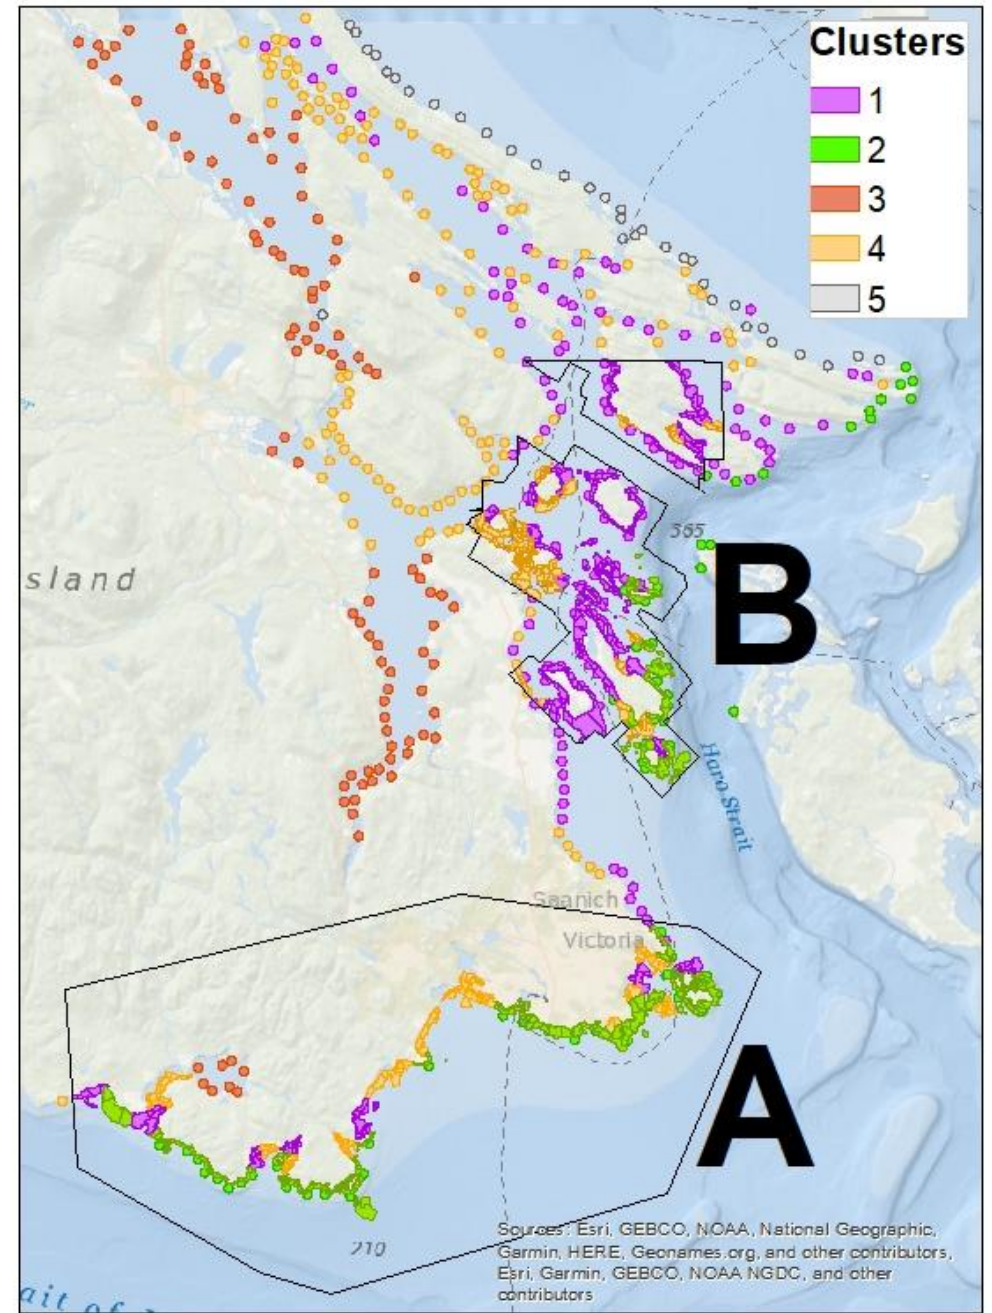 Clusters
1
2
3
4
5
sland
365
B
Haro Strait
Saanich
Victoria
A
210
Sources: Esri, GEBCO, NOAA, National Geographic,
Garmin, HERE, Geonames.org, and other contributors,
Esri, Garmin, GEBCO, NOAA NGDC, and other
contributors
ait of